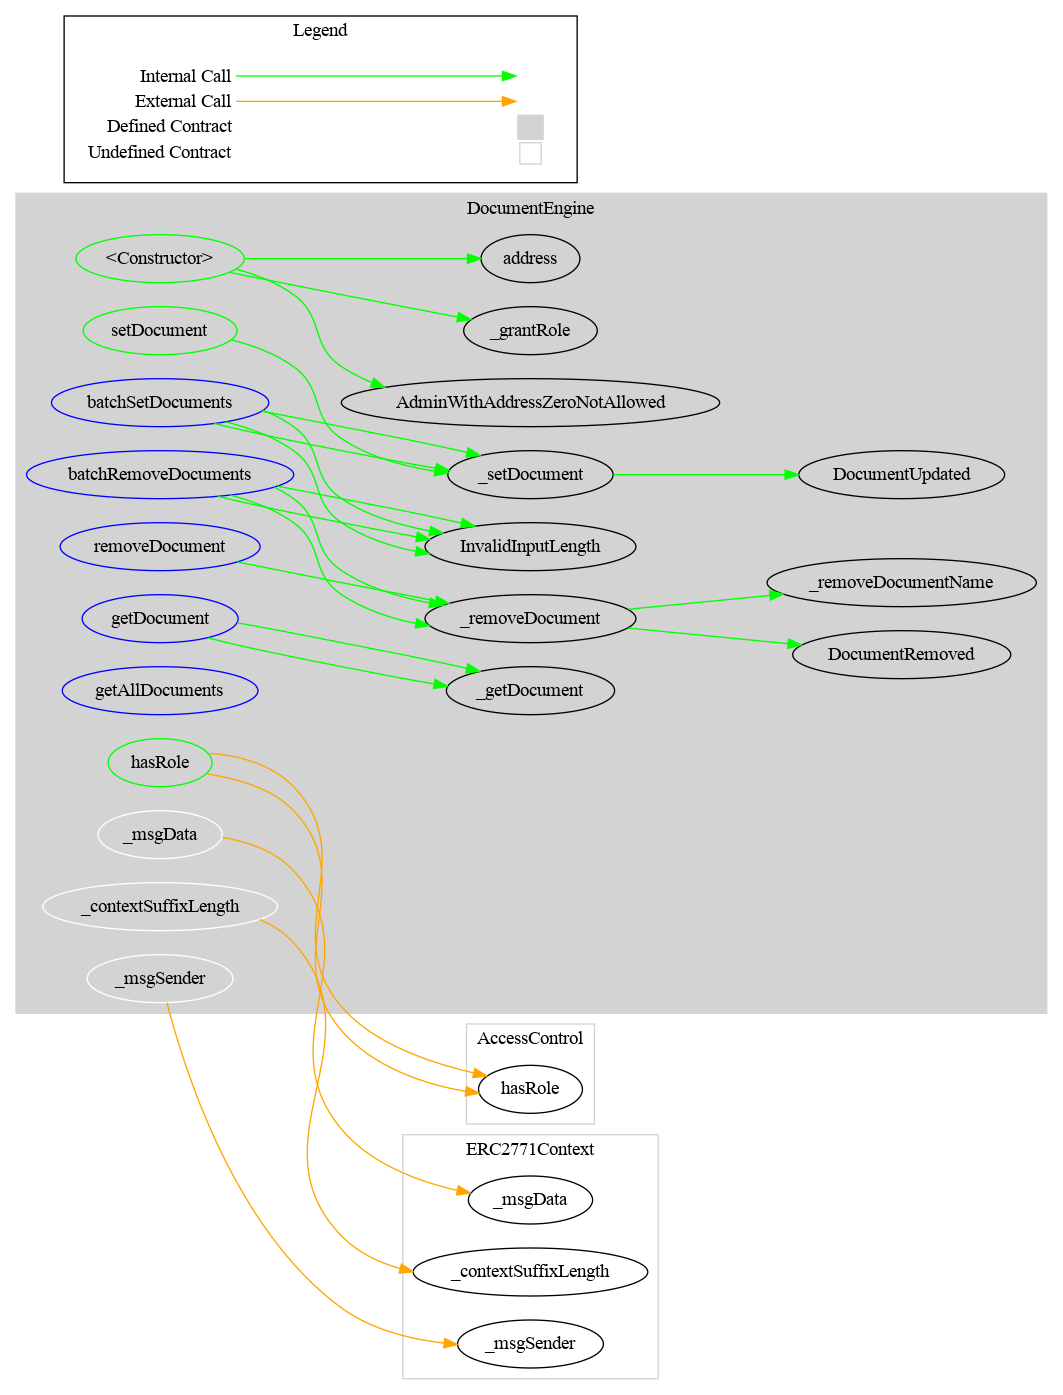 Legend
Internal Call
External Call
Defined Contract
Undefined Contract
DocumentEngine
<Constructor>
address
setDocument
_grantRole
batchSetDocuments
AdminWithAddressZeroNotAllowed
batchRemoveDocuments
_setDocument
DocumentUpdated
removeDocument
InvalidInputLength
_removeDocumentName
getDocument
_removeDocument
DocumentRemoved
getAllDocuments
_getDocument
hasRole
_msgData
_contextSuffixLength
_msgSender
AccessControl
hasRole
ERC2771Context
_msgData
_contextSuffixLength
_msgSender